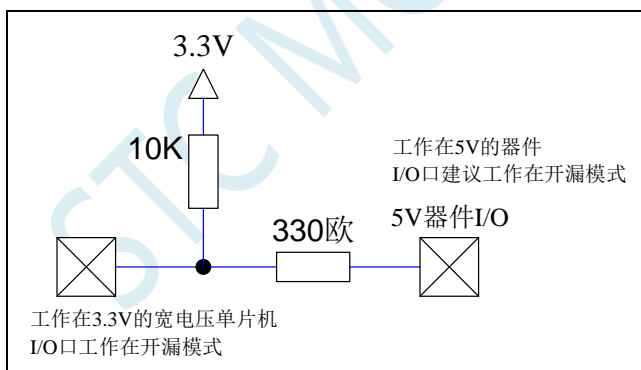 3.3V
10K
工作在5V的器件
I/O口建议工作在开漏模式
330欧
5V器件I/O
工作在3.3V的宽电压单片机
I/O口工作在开漏模式
STC M